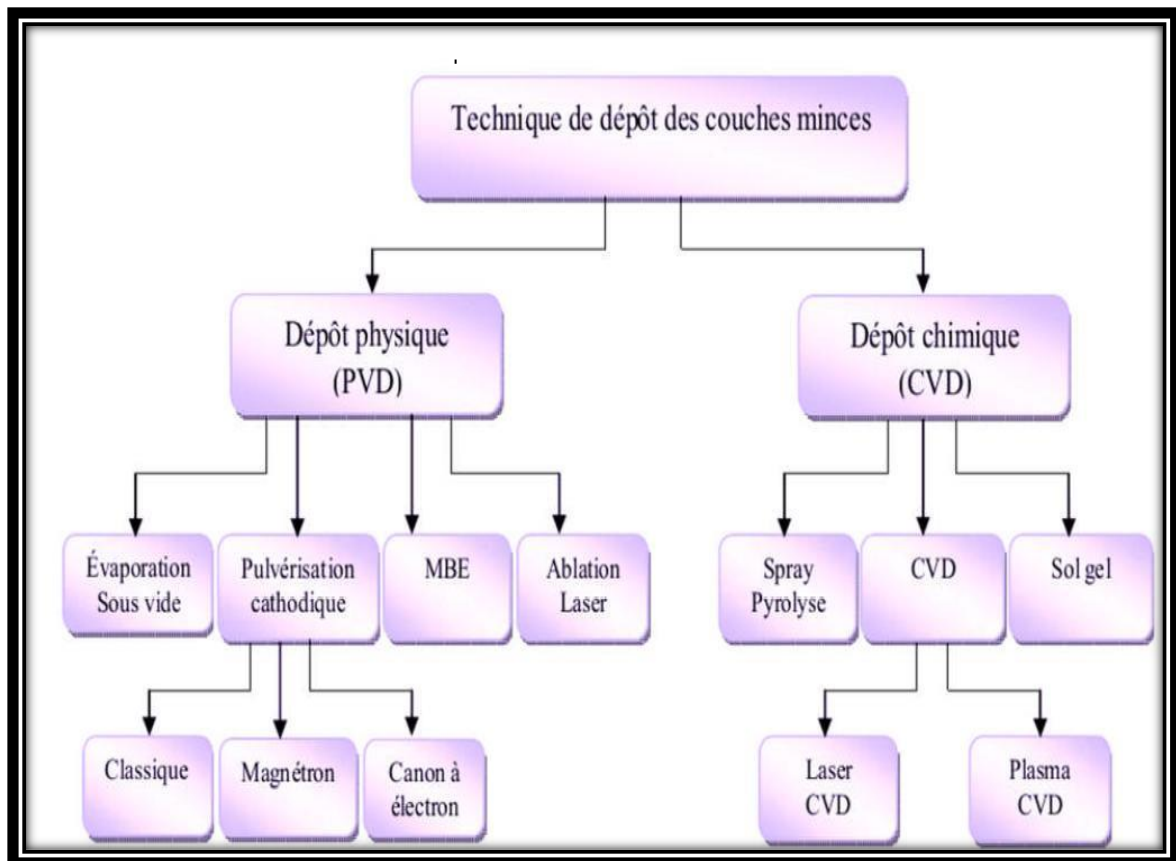 Technique de dépôt des couches minces
Dépôt physique
(PVD)
Dépôt chimique
(CVD)
Évaporation
Sous vide
Pulvérisation
cathodique
MBE
Ablation
Laser
Spray
Pyrolyse
CVD
Sol gel
Classique
Magnétron
Canon à
électron
Laser
CVD
Plasma
CVD